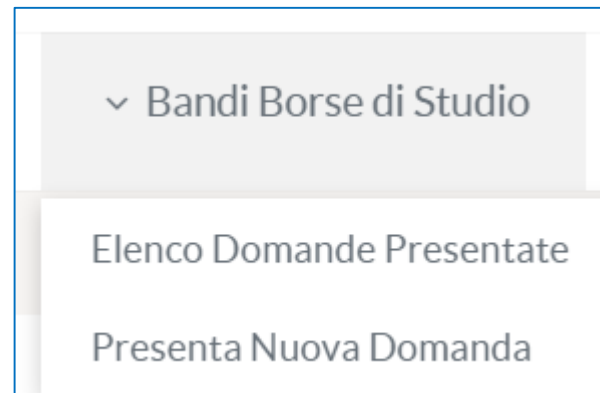 Bandi Borse di Studio
Elenco Domande Presentate
Presenta Nuova Domanda